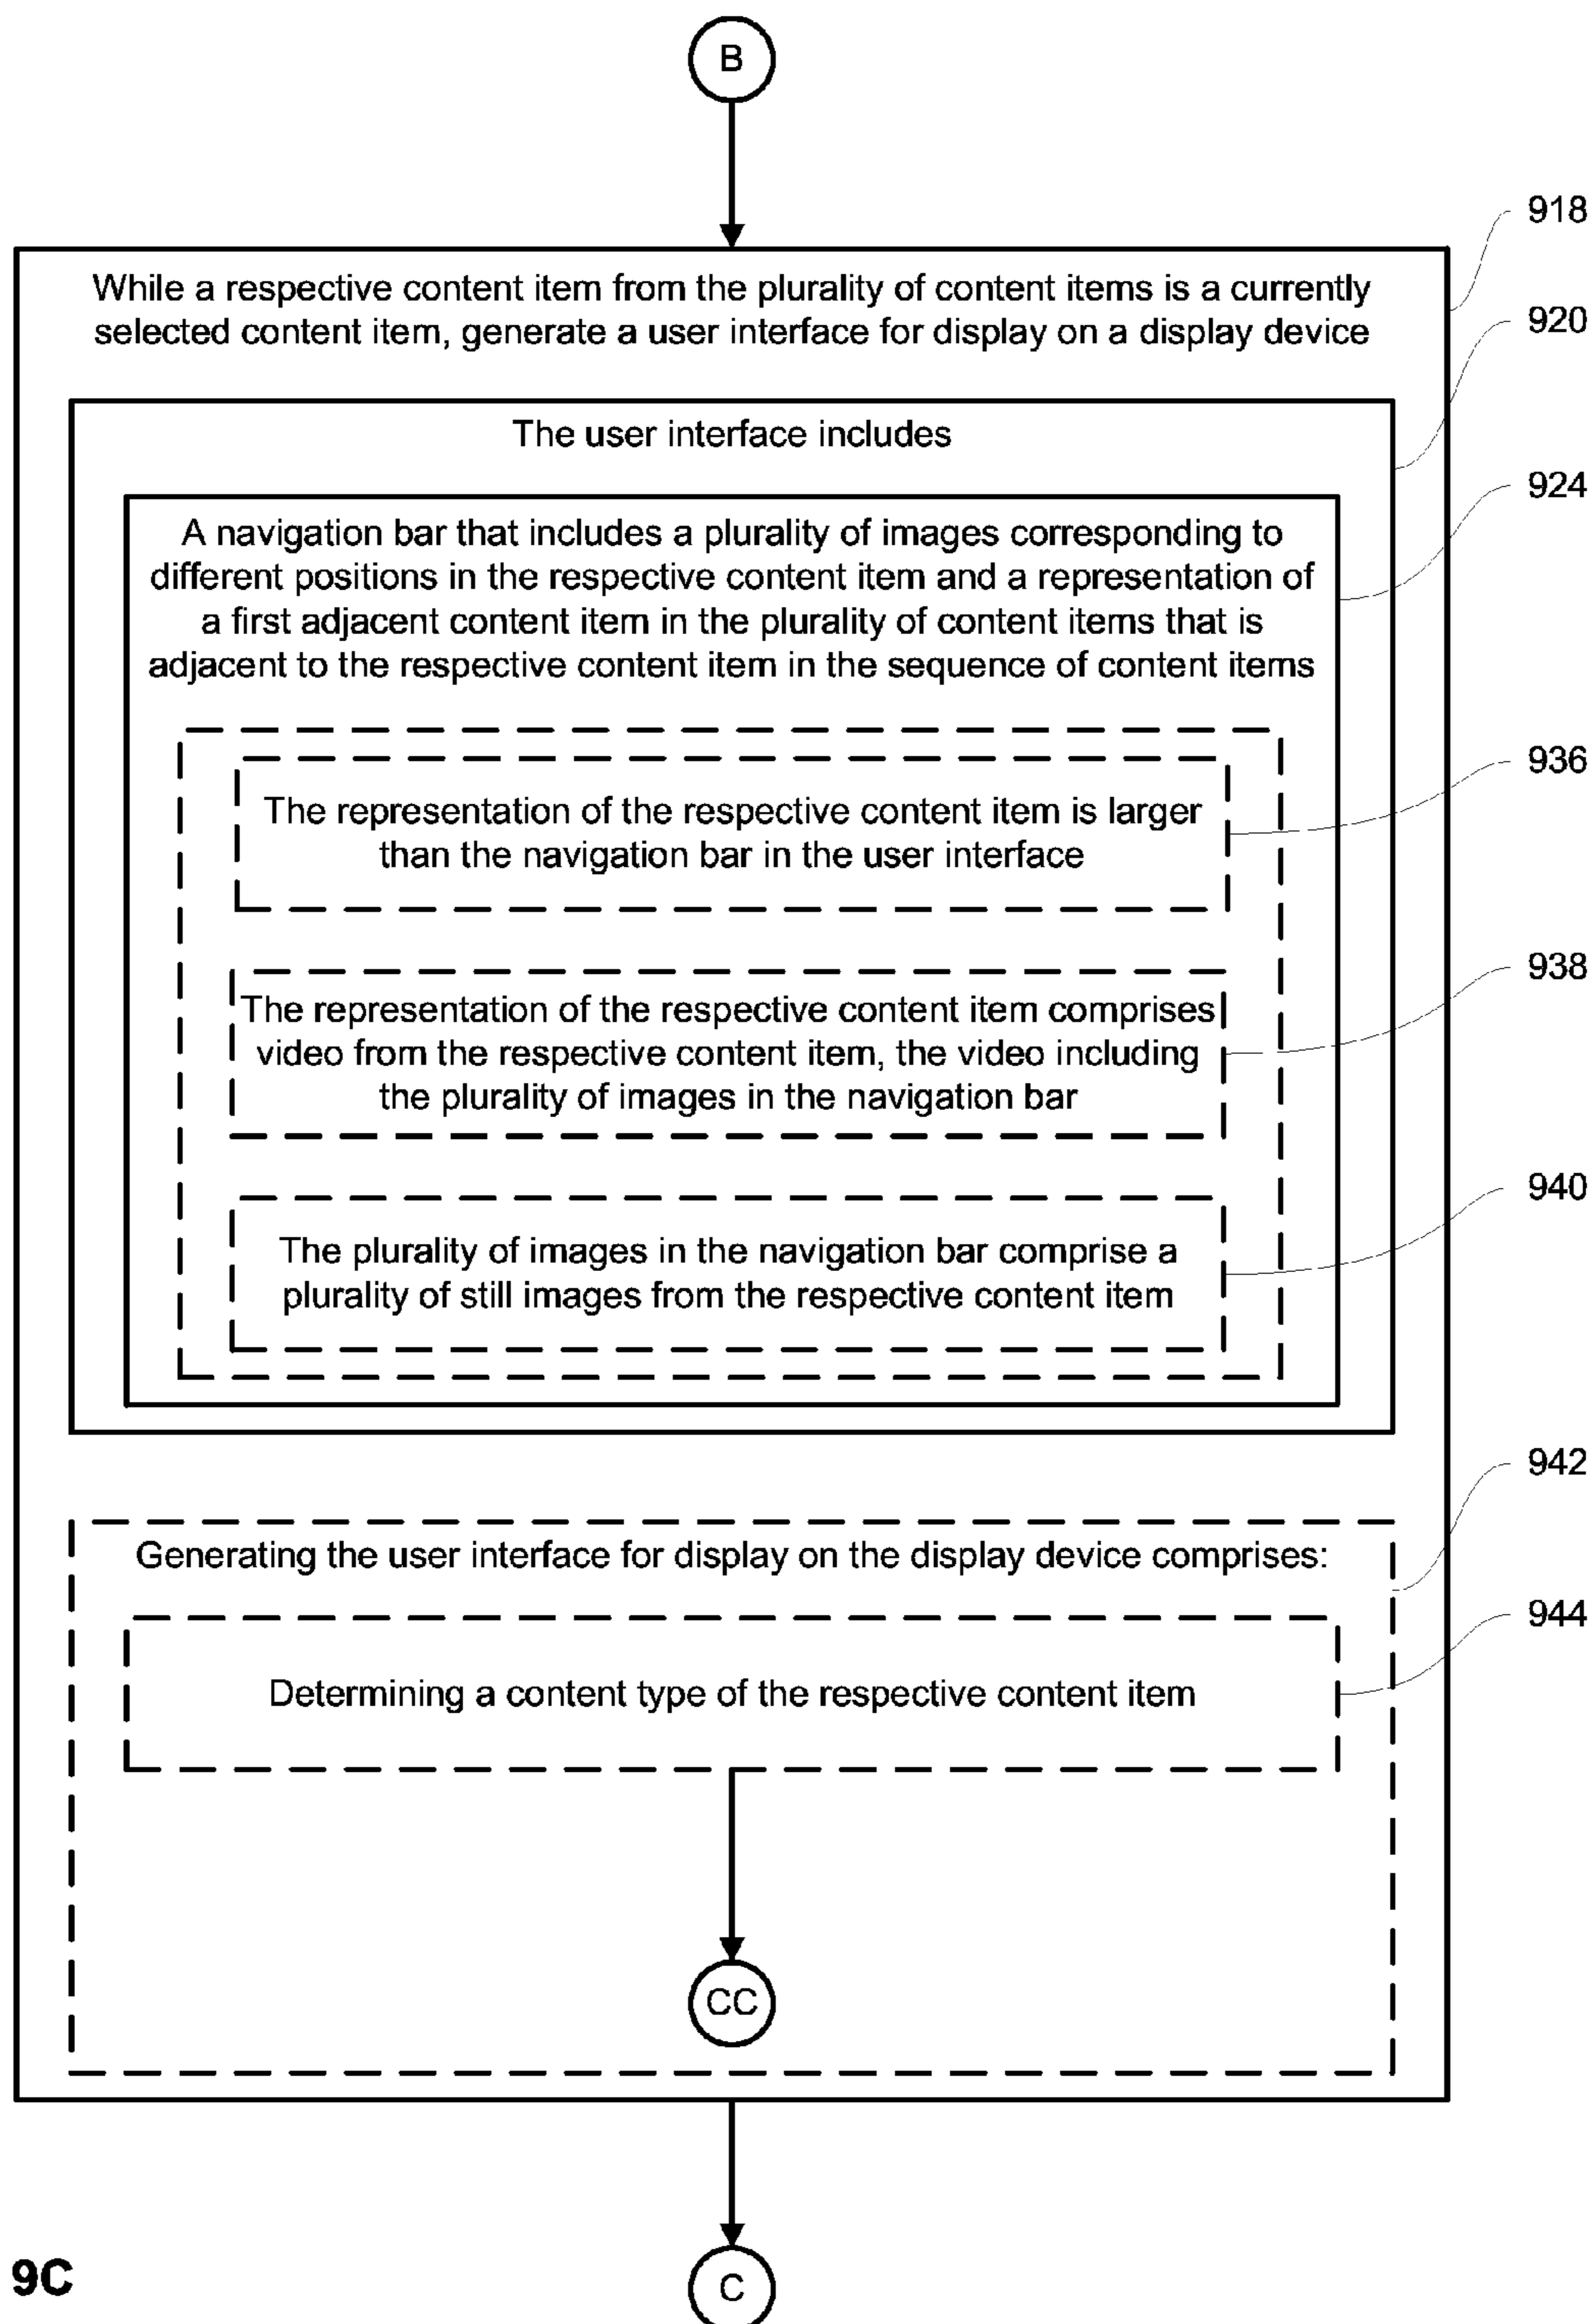 B
918
While a respective content item from the plurality of content items is a currently
selected content item, generate a user interface for display on a display device
920
The user interface includes
924
A navigation bar that includes a plurality of images corresponding to
different positions in the respective content item and a representation of
a first adjacent content item in the plurality of content items that is
adjacent to the respective content item in the sequence of content items
936
The representation of the respective content item is larger
than the navigation bar in the user interface
938
The representation of the respective content item comprises
video from the respective content item, the video including
the plurality of images in the navigation bar
940
The plurality of images in the navigation bar comprise a
plurality of still images from the respective content item
942
Generating the user interface for display on the display device comprises:
944
Determining a content type of the respective content item
CC
9C
C